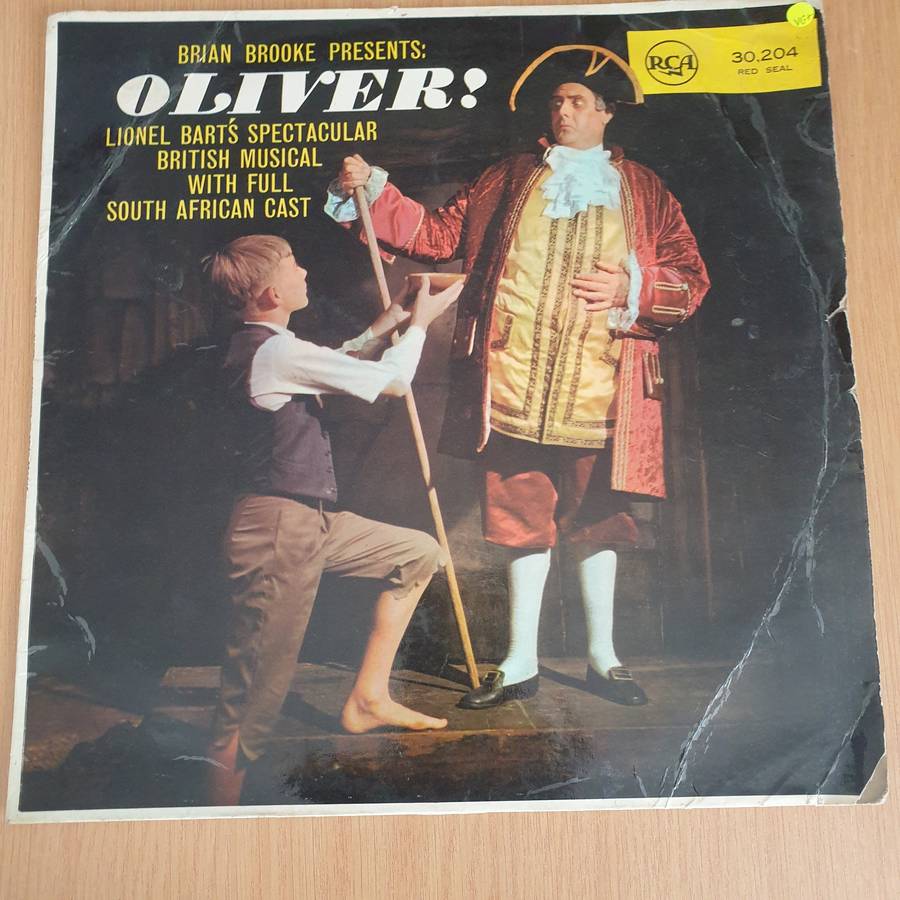 BRIAN BROOKE PRESENTS:
OLIVER!
LIONEL BART'S SPECTACULAR
BRITISH MUSICAL
WITH FULL
SOUTH AFRICAN CAST
RCA
30,204
RED SEAL
VG+